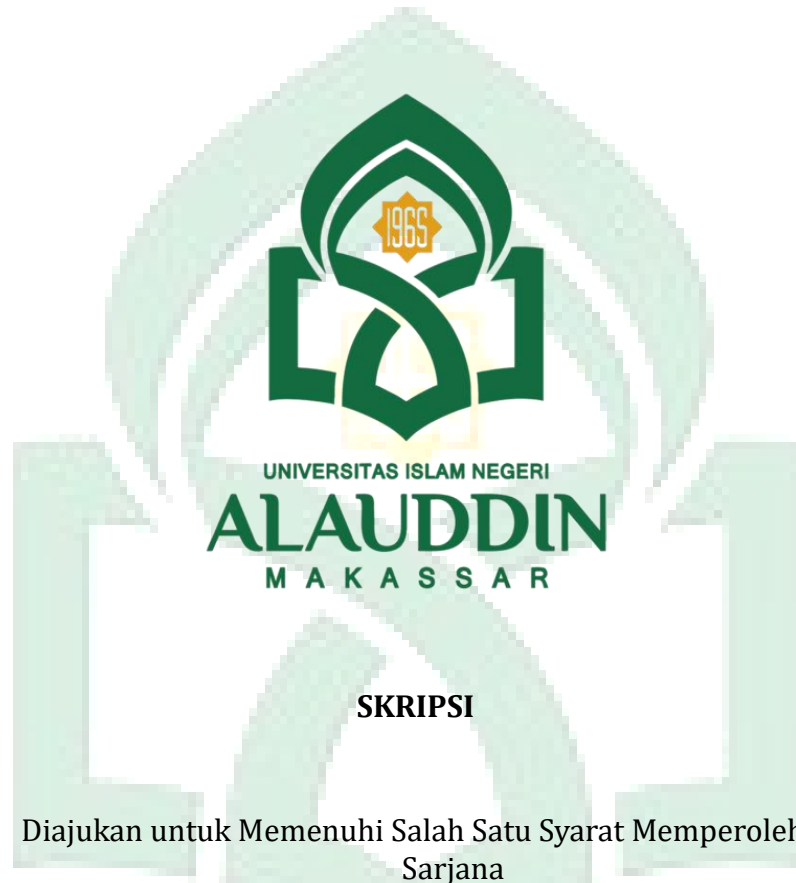 1965
UNIVERSITAS ISLAM NEGERI
ALAUDDIN
MAKASSAR
SKRIPSI
Diajukan untuk Memenuhi Salah Satu Syarat Memperoleh
Sarjana